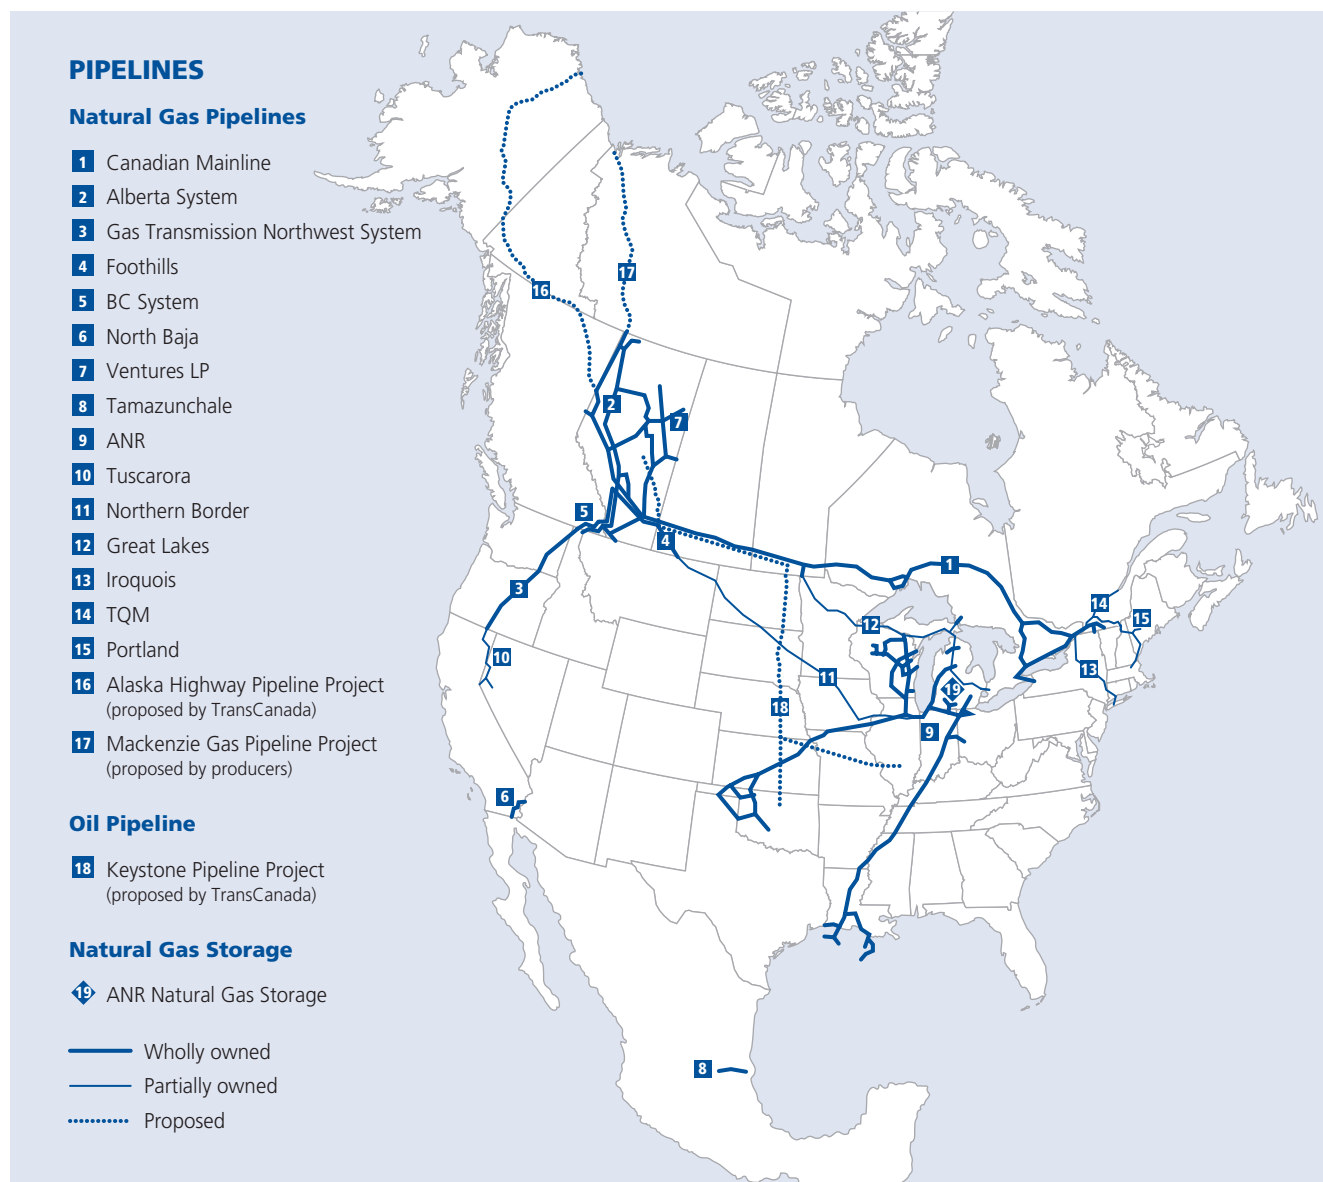 PIPELINES
Natural Gas Pipelines
1 Canadian Mainline
2 Alberta System
3 Gas Transmission Northwest System
4 Foothills
5 BC System
6 North Baja
7 Ventures LP
8 Tamazunchale
9 ANR
10 Tuscarora
11 Northern Border
12 Great Lakes
13 Iroquois
14 TQM
15 Portland
16 Alaska Highway Pipeline Project
(proposed by TransCanada)
17 Mackenzie Gas Pipeline Project
(proposed by producers)
Oil Pipeline
18 Keystone Pipeline Project
(proposed by TransCanada)
Natural Gas Storage
19 ANR Natural Gas Storage
Wholly owned
Partially owned
Proposed
17
16
2
7
5
4
1
3
14
15
12
10
13
11
19
18
9
6
8